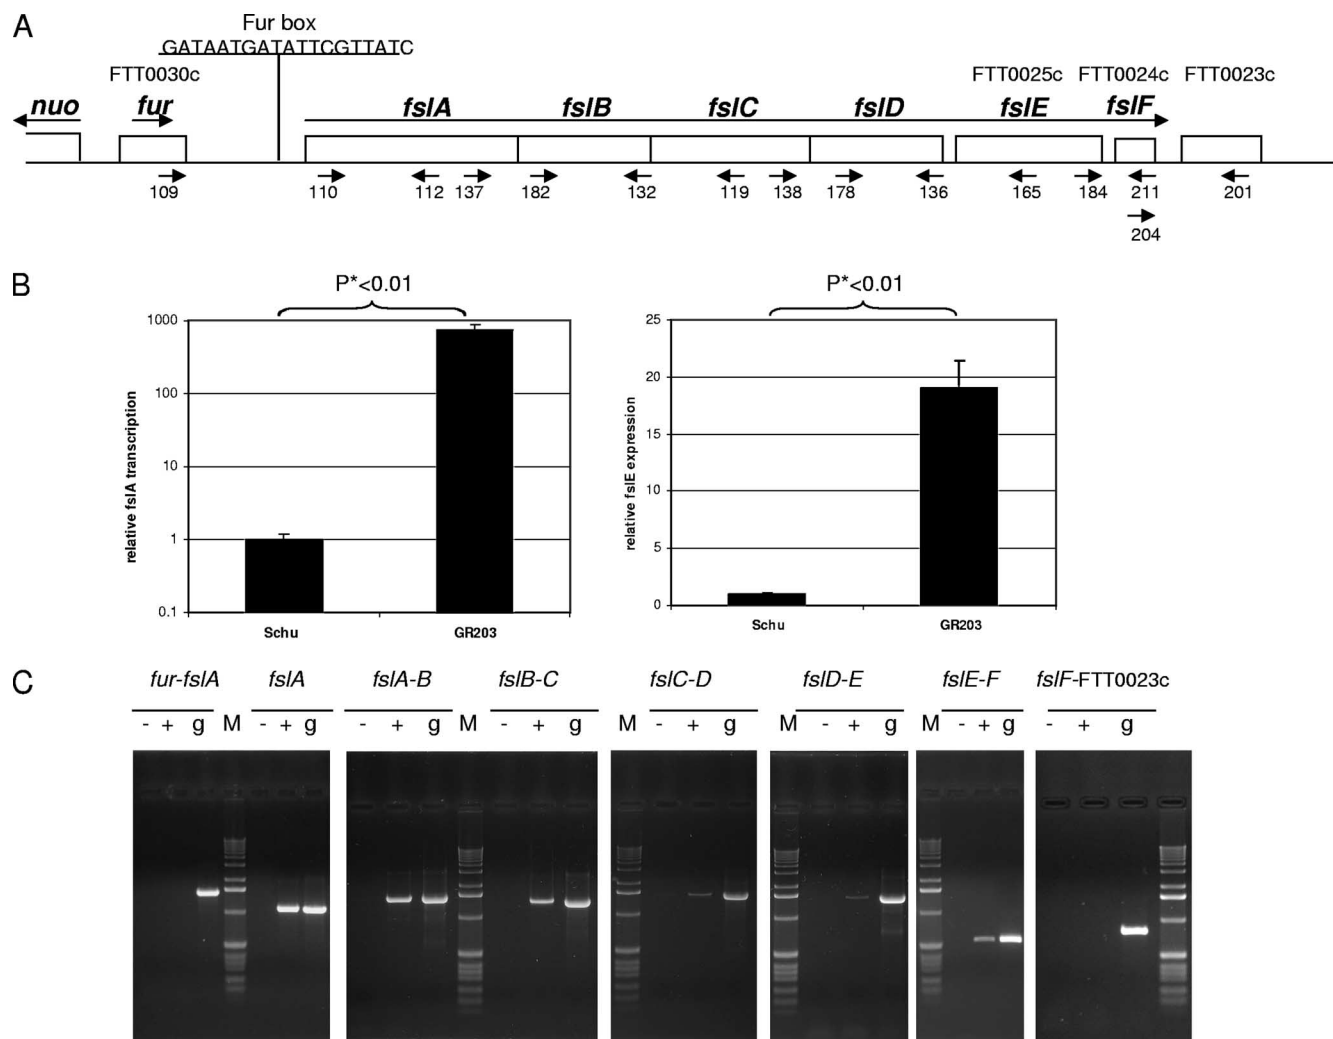 A
Fur box
GATAATGATATTCGTTATC
FTT0030c FTT0025c FTT0024c FTT0023c
nuo fur fslA fslB fslC fslD fslE fslF
109 110 112 137 182 132 119 138 178 136 165 184 211 201
204
B
P*<0.01
relative fslA transcription
1000
100
10
1
0.1
Schu GR203
P*<0.01
relative fslE expression
25
20
15
10
5
0
Schu GR203
C
fur-fslA fslA fslA-B fslB-C fslC-D fslD-E fslE-F fslF-FTT0023c
- + g M - + g - + g M - + g M - + g M - + g M - + g - + g